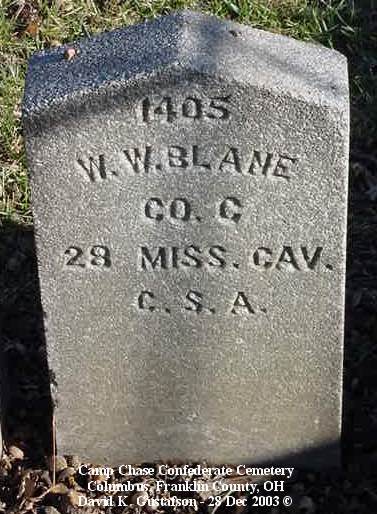 1405
W. W. BLANE
CO. G
28 MISS. CAV.
C. S. A.
Camp Chase Confederate Cemetery
Columbus, Franklin County, OH
David K. Gustafson - 28 Dec 2003 ©